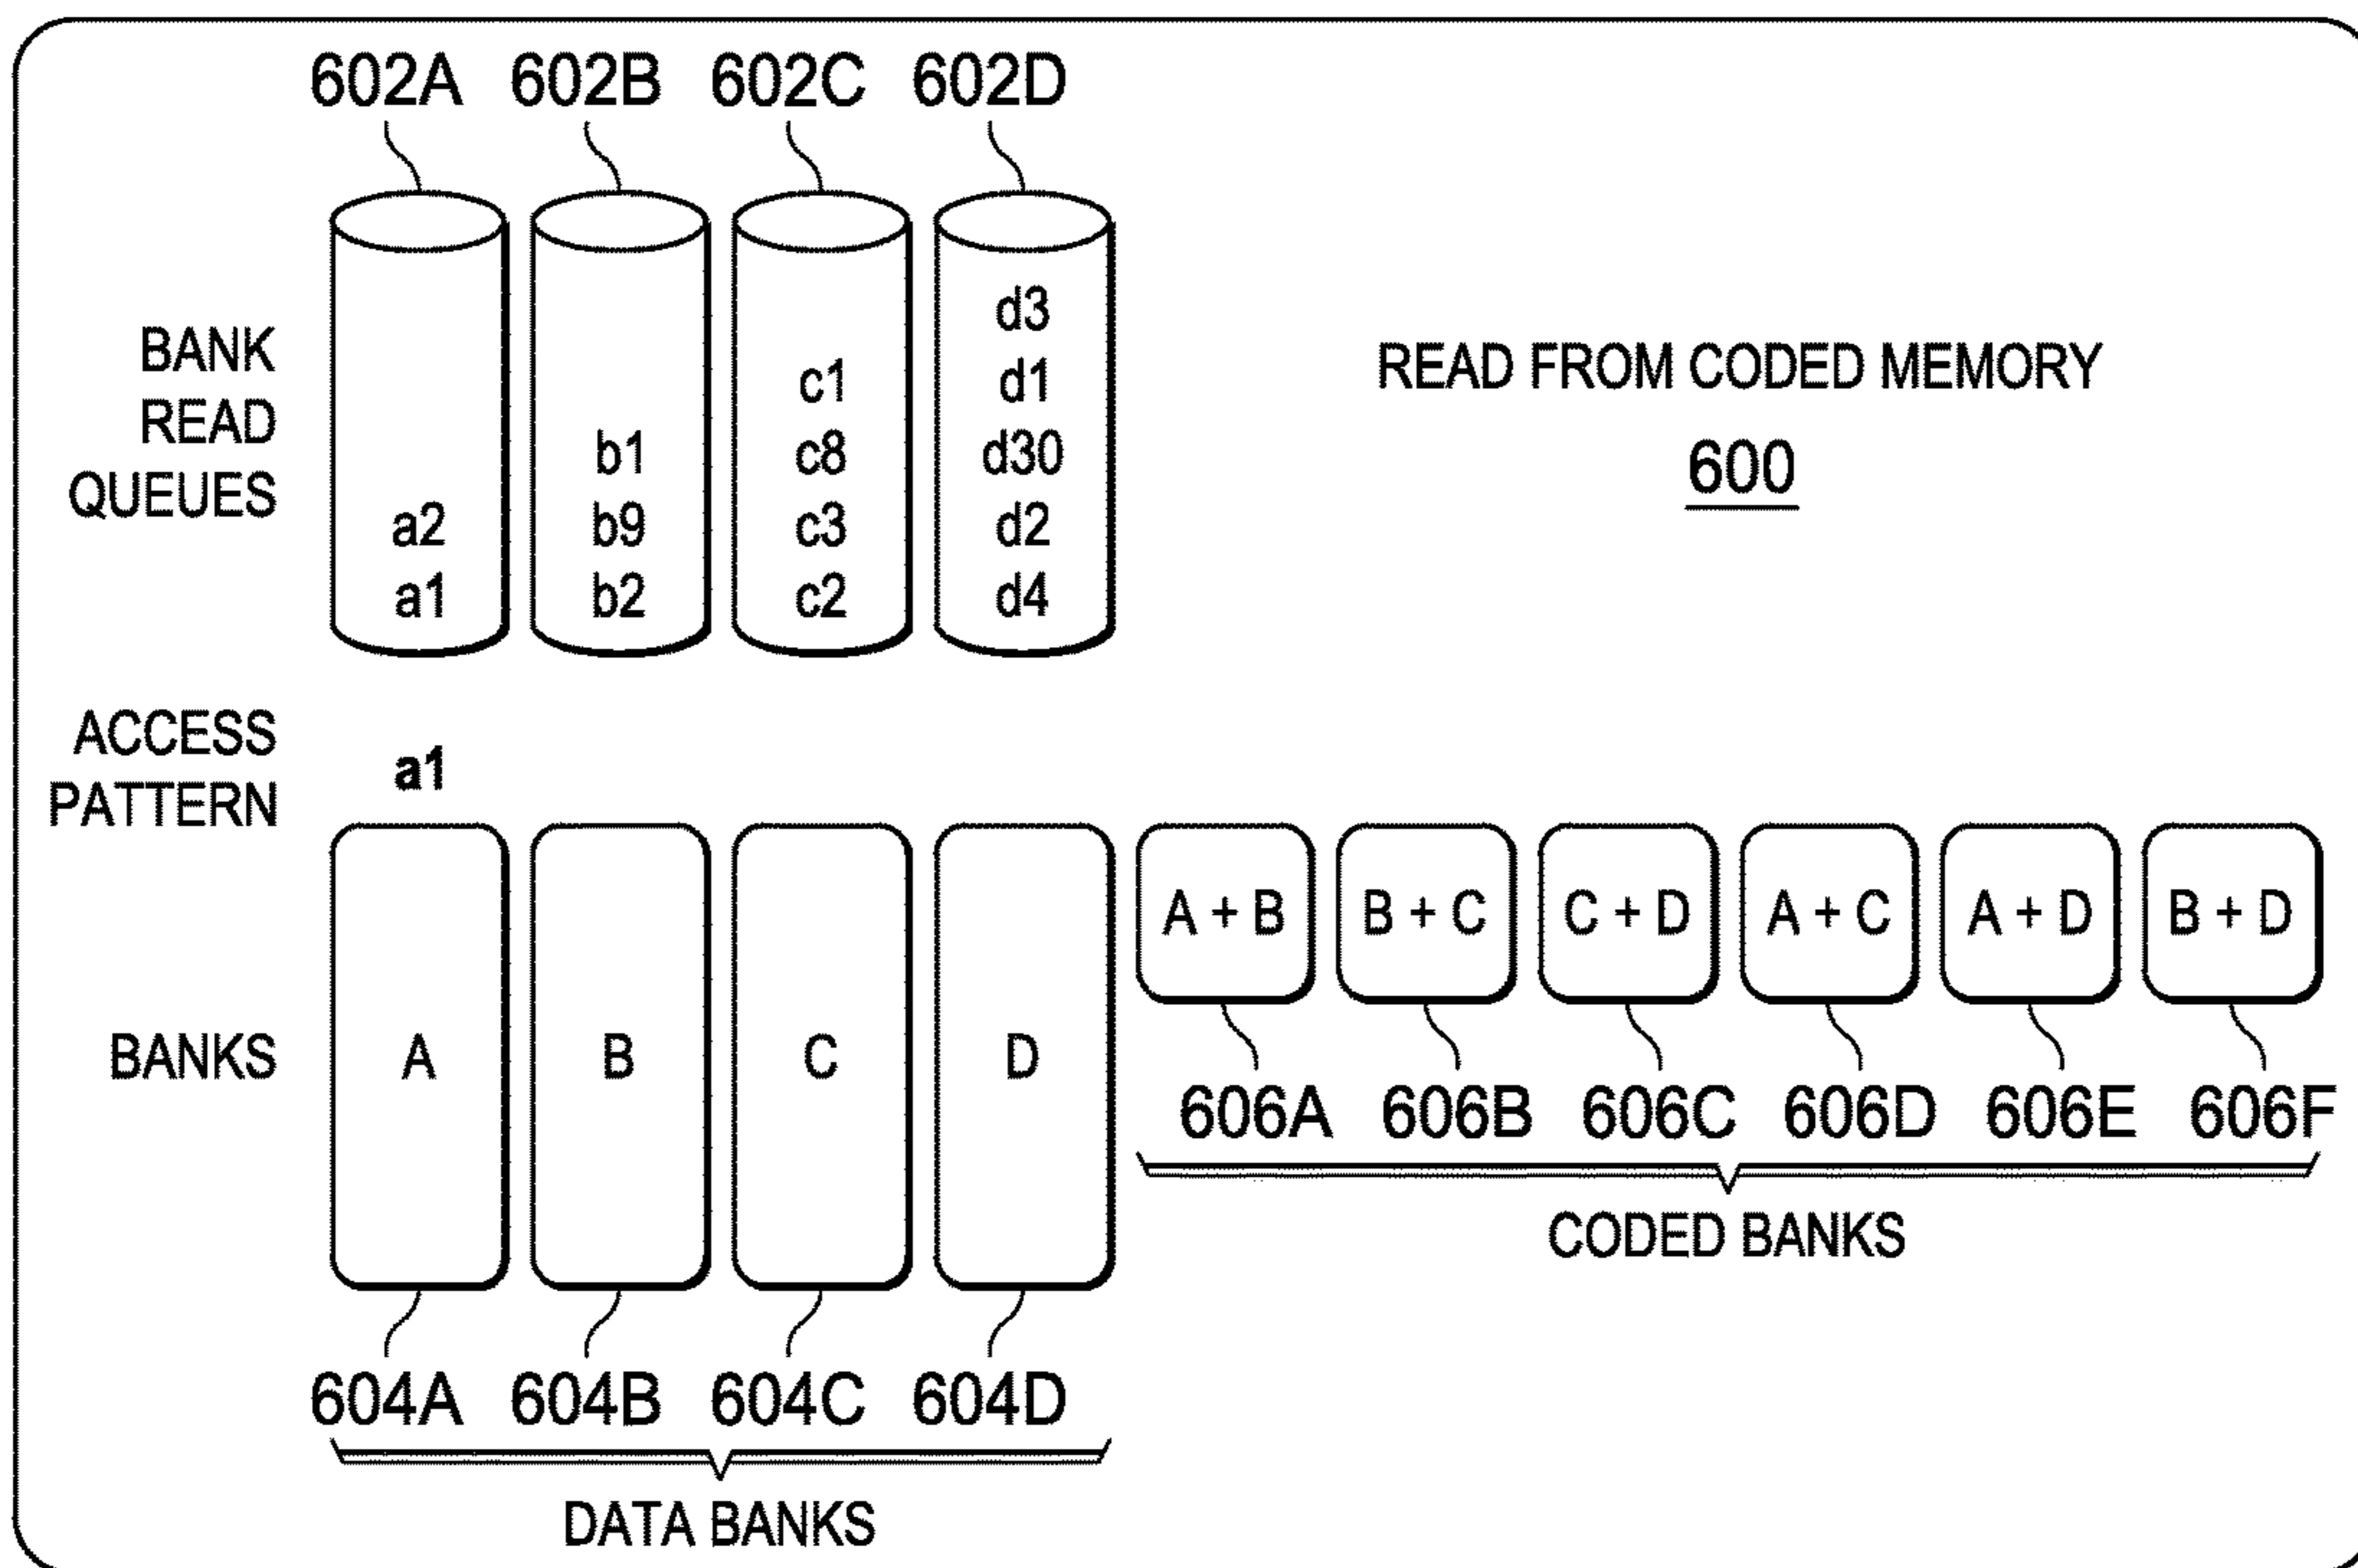 602A 602B 602C 602D
BANK
READ
QUEUES
d3
c1 d1
b1 c8 d30
a2 b9 c3 d2
a1 b2 c2 d4
READ FROM CODED MEMORY
600
ACCESS
PATTERN
a1
BANKS
A B C D
A + B B + C C + D A + C A + D B + D
606A 606B 606C 606D 606E 606F
CODED BANKS
604A 604B 604C 604D
DATA BANKS